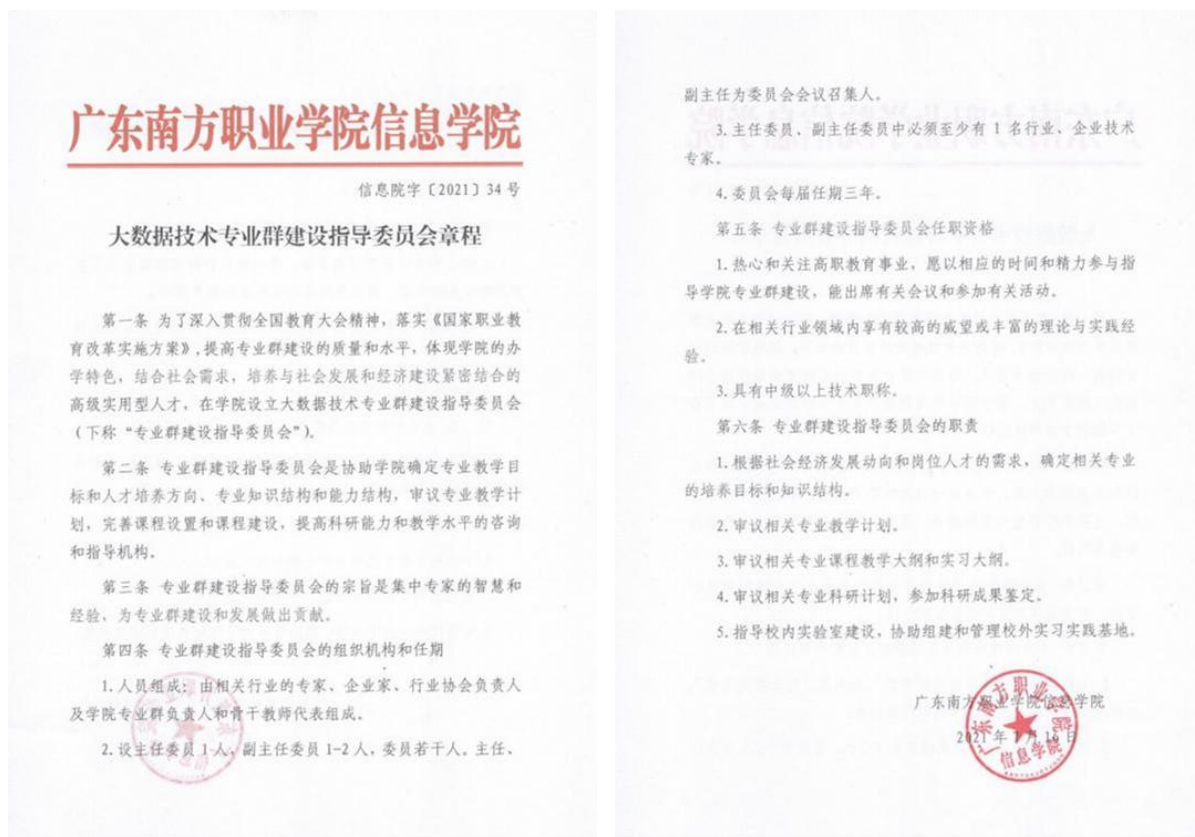 广东南方职业学院信息学院
信息院字〔2021〕34号
大数据技术专业群建设指导委员会章程
第一条 为了深入贯彻全国教育大会精神，落实《国家职业教
育改革实施方案》,提高专业群建设的质量和水平，体现学院的办
学特色，结合社会需求，培养与社会发展和经济建设紧密结合的
高级实用型人才，在学院设立大数据技术专业群建设指导委员会
（下称“专业群建设指导委员会”）。
第二条 专业群建设指导委员会是协助学院确定专业教学目
标和人才培养方向、专业知识结构和能力结构，审议专业教学计
划，完善课程设置和课程建设，提高科研能力和教学水平的咨询
和指导机构。
第三条 专业群建设指导委员会的宗旨是集中专家的智慧和
经验，为专业群建设和发展做出贡献。
第四条 专业群建设指导委员会的组织机构和任期
1.人员组成：由相关行业的专家、企业家、行业协会负责人
及学院专业群负责人和骨干教师代表组成。
2.设主任委员1人，副主任委员1-2人，委员若干人。主任、
副主任为委员会会议召集人。
3.主任委员、副主任委员中必须至少有1名行业、企业技术
专家。
4.委员会每届任期三年。
第五条 专业群建设指导委员会任职资格
1.热心和关注高职教育事业，愿以相应的时间和精力参与指
导学院专业群建设，能出席有关会议和参加有关活动。
2.在相关行业领域内享有较高的威望或丰富的理论与实践经
验。
3.具有中级以上技术职称。
第六条 专业群建设指导委员会的职责
1.根据社会经济发展动向和岗位人才的需求，确定相关专业
的培养目标和知识结构。
2.审议相关专业教学计划。
3.审议相关专业课程教学大纲和实习大纲。
4.审议相关专业科研计划，参加科研成果鉴定。
5.指导校内实验室建设，协助组建和管理校外实习实践基地。
广东南方职业学院信息学院
2021年 月16日
广东南方职业学院
信息学院